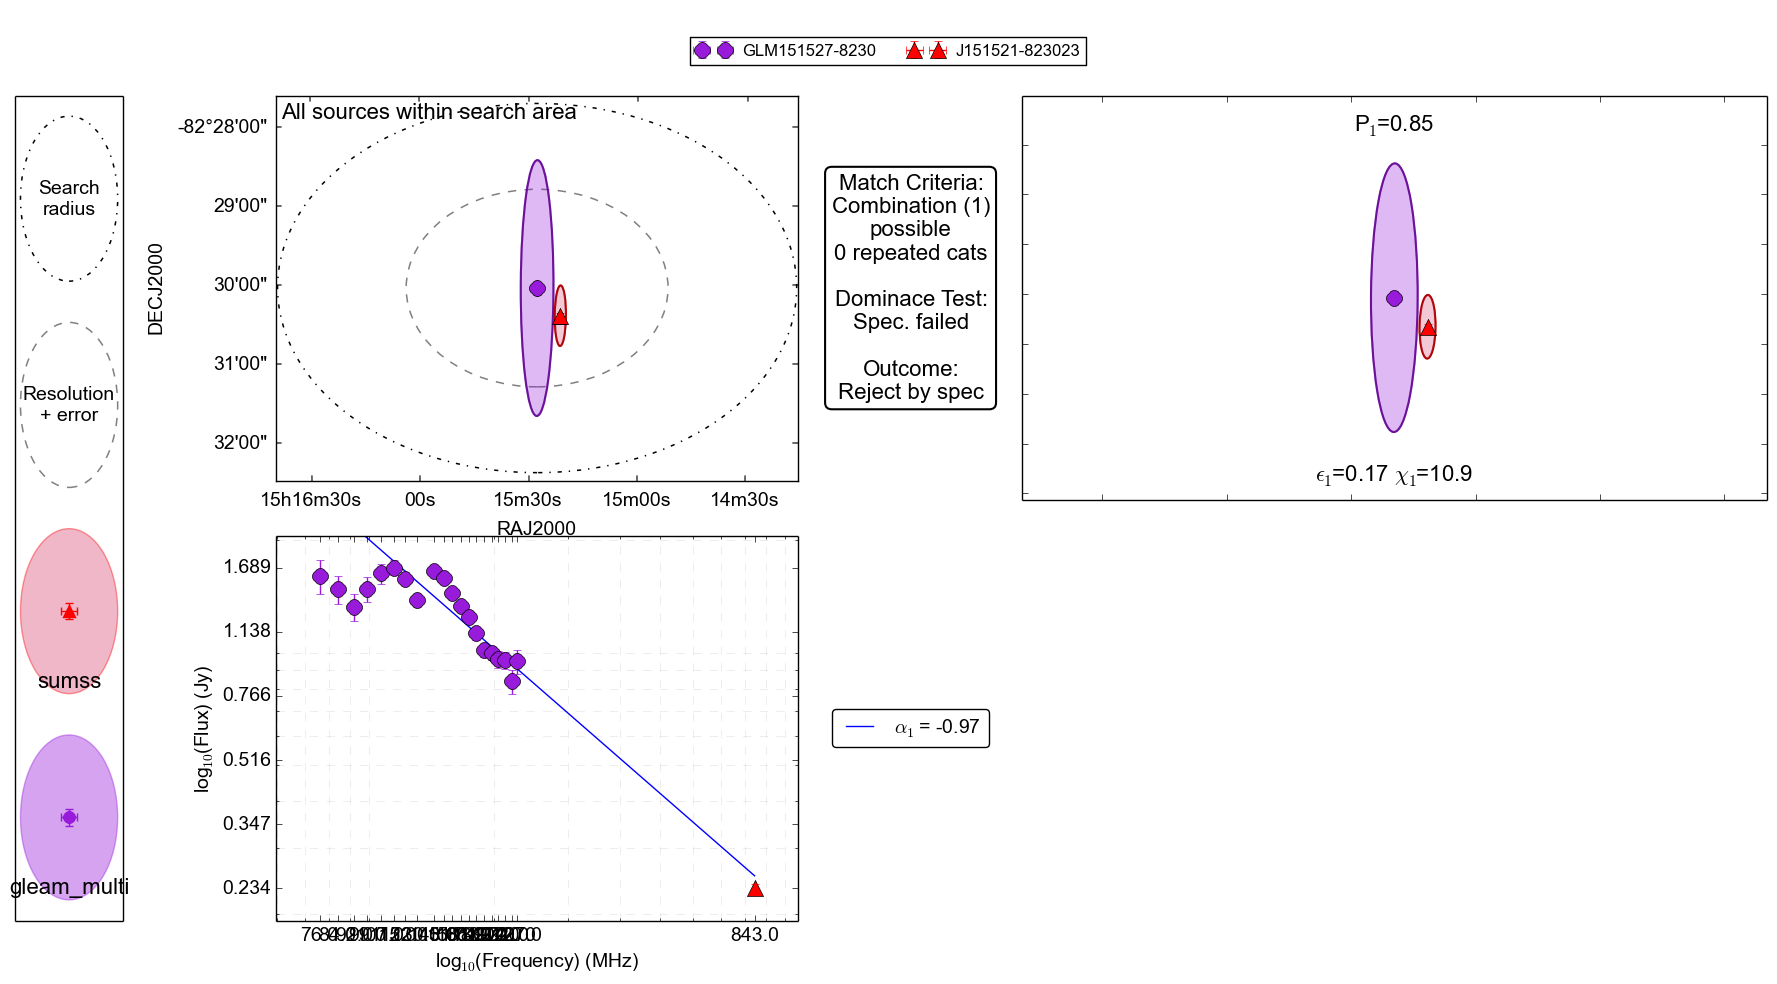 GLM151527-8230 J151521-823023
Search
radius
Resolution
+ error
sumss
gleam_multi
All sources within search area
-82°28'00"
29'00"
30'00"
31'00"
32'00"
DECJ2000
15h16m30s 00s 15m30s 15m00s 14m30s
RAJ2000
Match Criteria:
Combination (1)
possible
0 repeated cats
Dominace Test:
Spec. failed
Outcome:
Reject by spec
P₁=0.85
ϵ₁=0.17 χ₁=10.9
1.689
1.138
0.766
0.516
0.347
0.234
log₁₀(Flux) (Jy)
843.0
log₁₀(Frequency) (MHz)
α₁ = -0.97